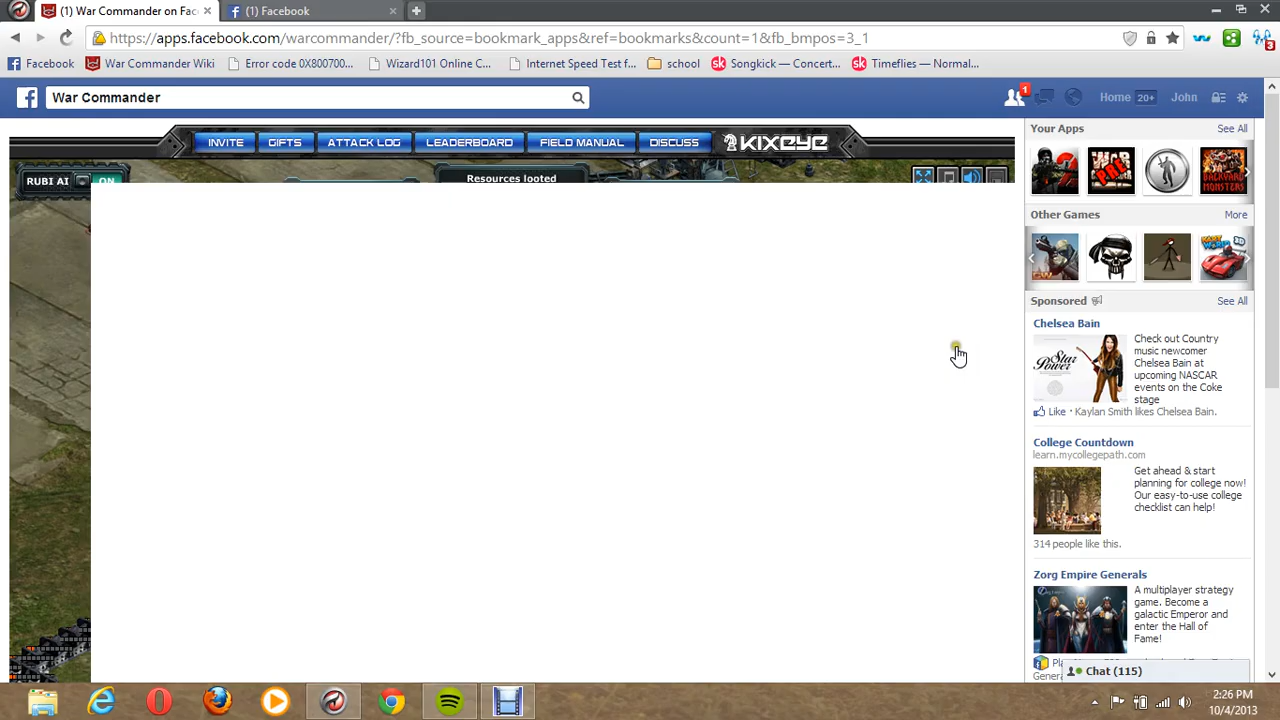 (1) War Commander on Fac
(1) Facebook
https://apps.facebook.com/warcommander/?fb_source=bookmark_apps&ref=bookmarks&count=1&fb_bmpos=3_1
3
Facebook
War Commander Wiki
Error code 0X800700...
Wizard101 Online C...
Internet Speed Test f...
school
Songkick — Concert...
Timeflies — Normal...
War Commander
1
Home 20+
John
INVITE
GIFTS
ATTACK LOG
LEADERBOARD
FIELD MANUAL
DISCUSS
KIXEYE
RUBI AI
ON
Resources looted
Your Apps
See All
Other Games
More
Sponsored
See All
Chelsea Bain
Check out Country
music newcomer
Chelsea Bain at
upcoming NASCAR
events on the Coke
stage
Like · Kaylan Smith likes Chelsea Bain.
College Countdown
learn.mycollegepath.com
Get ahead & start
planning for college now!
Our easy-to-use college
checklist can help!
314 people like this.
Zorg Empire Generals
A multiplayer strategy
game. Become a
galactic Emperor and
enter the Hall of
Fame!
Chat (115)
2:26 PM
10/4/2013